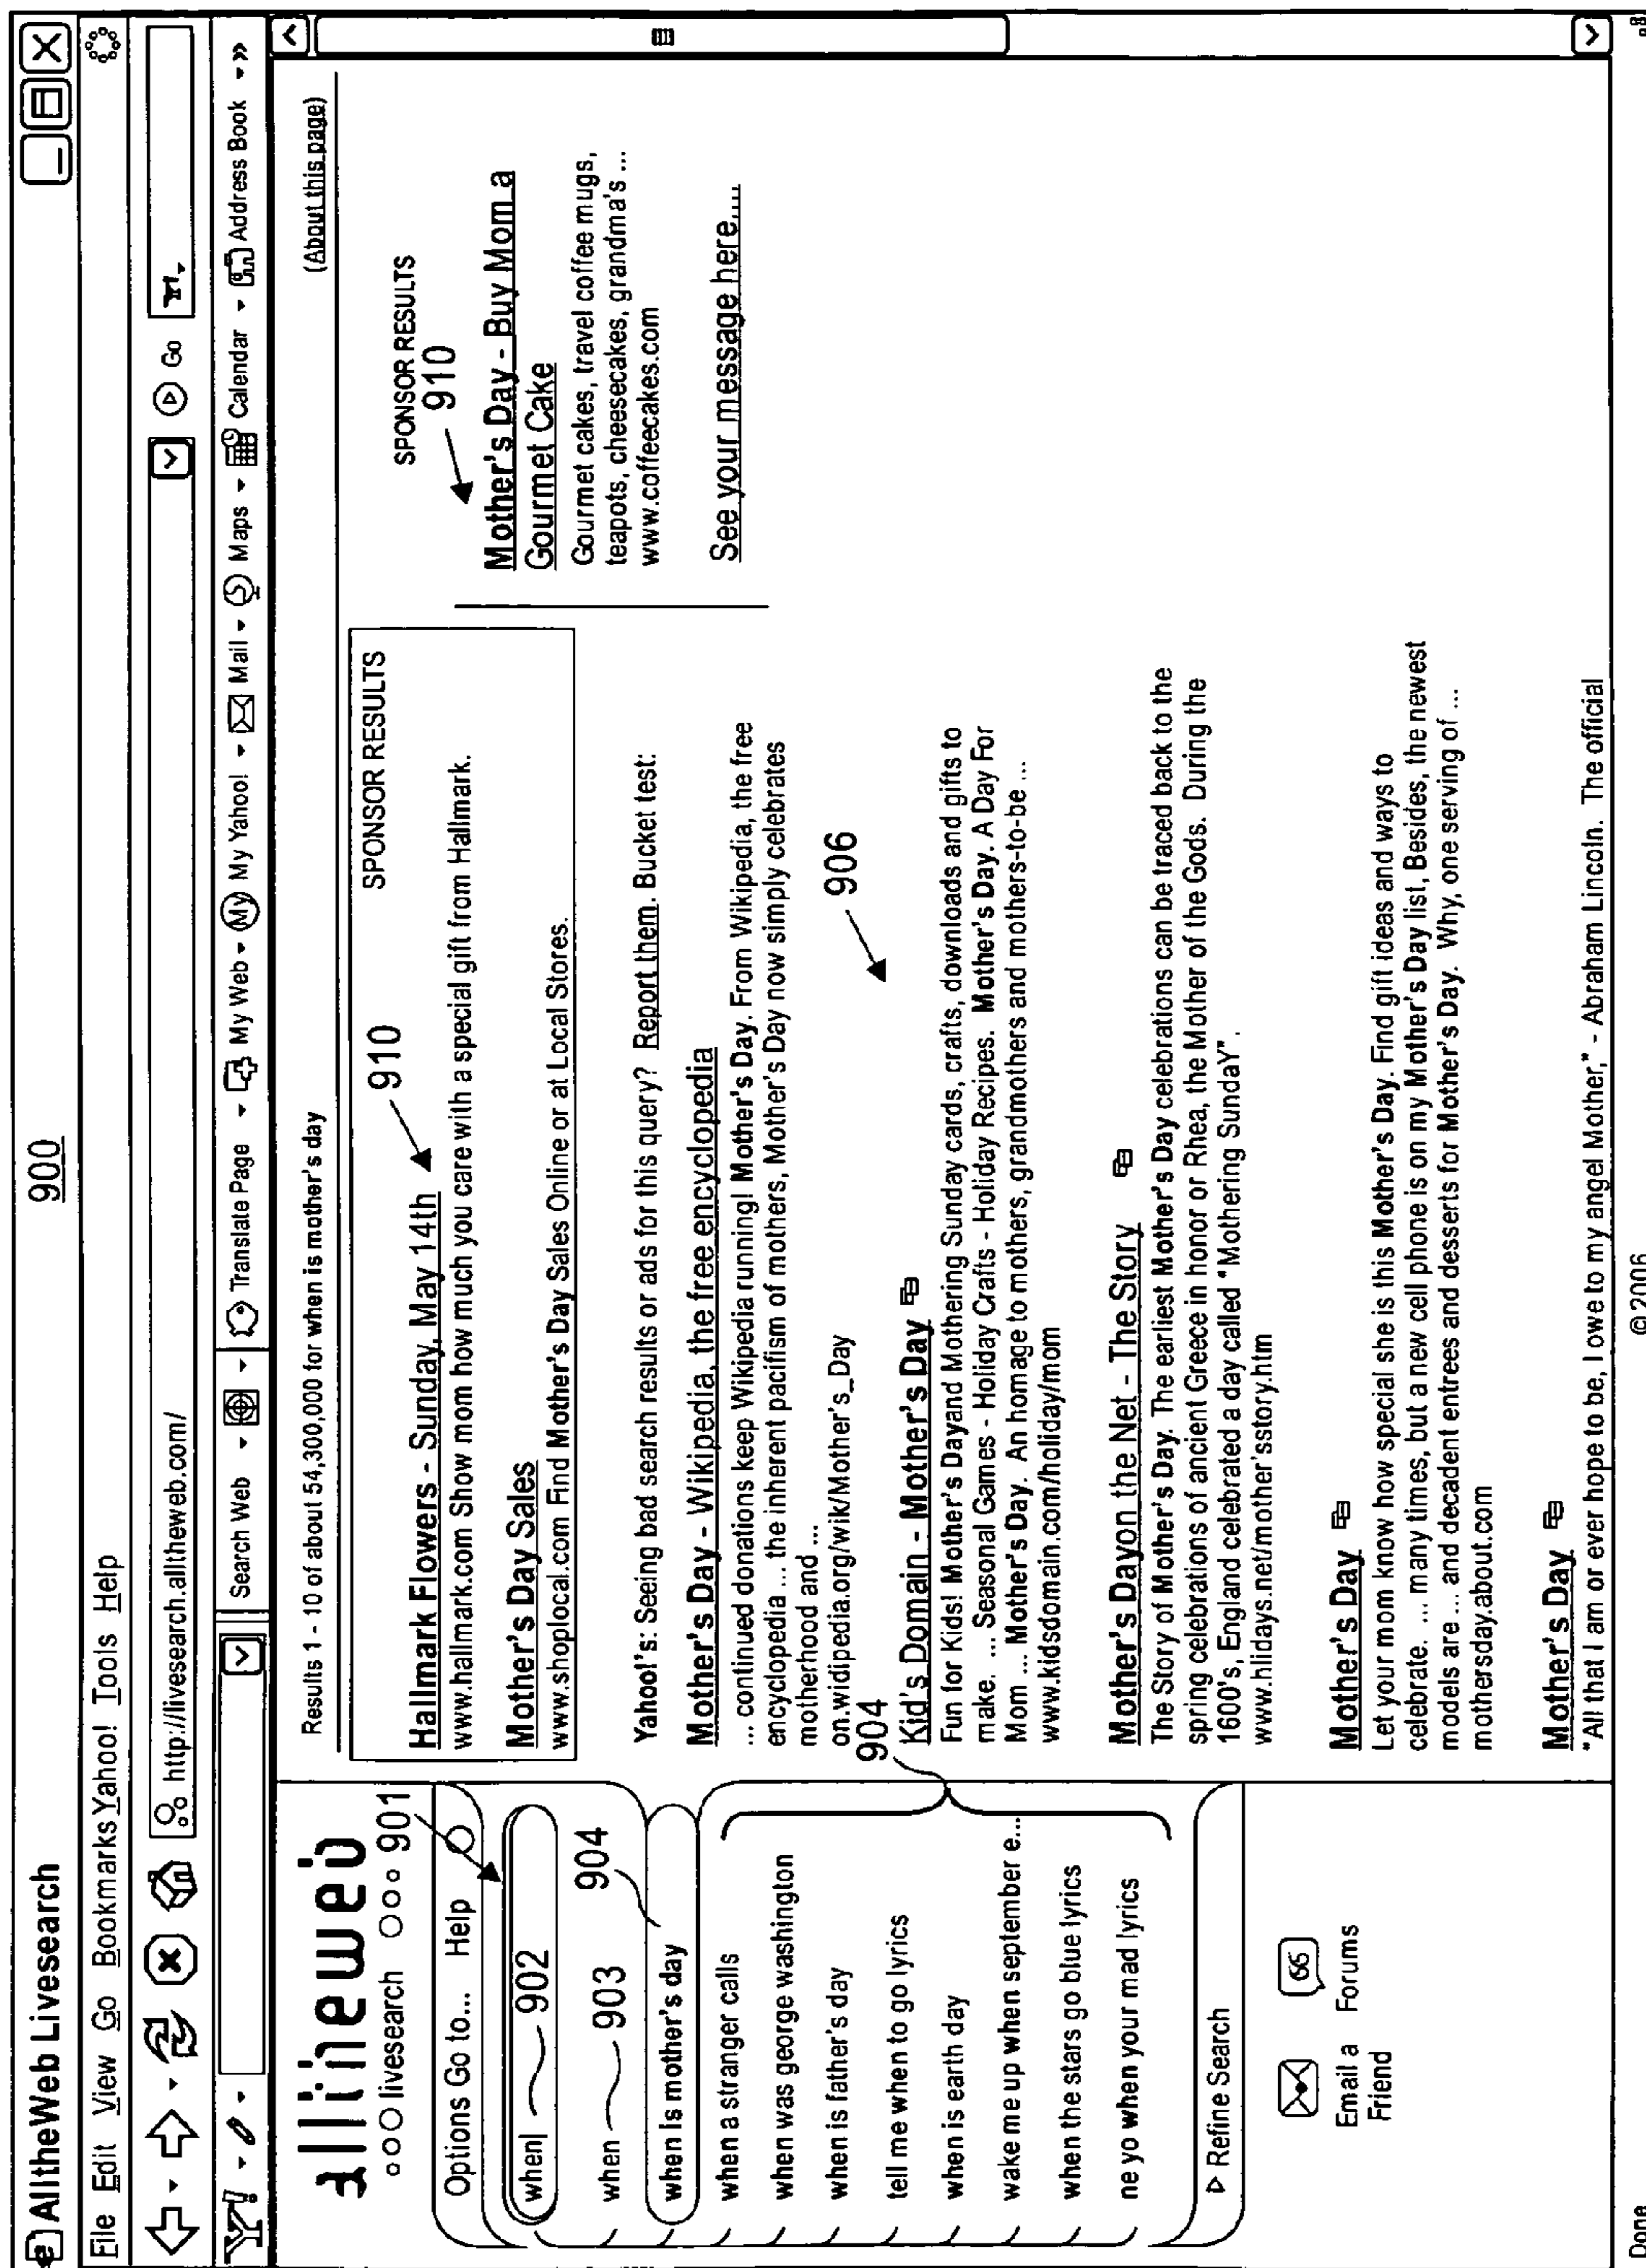 900
AlltheWeb Livesearch
File Edit View Go Bookmarks Yahoo! Tools Help
http://livesearch.alltheweb.com/
Go
Y!
Search Web
Translate Page
My Web
My
My Yahoo!
Mail
Maps
Calendar
Address Book
»
alltheweb
livesearch
901
Options Go to... Help
when
902
when
903
when is mother's day
904
when a stranger calls
when was george washington
when is father's day
tell me when to go lyrics
when is earth day
wake me up when september e...
when the stars go blue lyrics
ne yo when your mad lyrics
904
Refine Search
Email a
Friend
Forums
Results 1 - 10 of about 54,300,000 for when is mother's day
(About this page)
SPONSOR RESULTS
910
Hallmark Flowers - Sunday, May 14th
www.hallmark.com Show mom how much you care with a special gift from Hallmark.
Mother's Day Sales
www.shoplocal.com Find Mother's Day Sales Online or at Local Stores.
Yahoo!'s: Seeing bad search results or ads for this query? Report them. Bucket test:
Mother's Day - Wikipedia, the free encyclopedia
... continued donations keep Wikipedia running! Mother's Day. From Wikipedia, the free
encyclopedia ... the inherent pacifism of mothers, Mother's Day now simply celebrates
motherhood and ...
on.widipedia.org/wik/Mother's_Day
906
Kid's Domain - Mother's Day
Fun for Kids! Mother's Dayand Mothering Sunday cards, crafts, downloads and gifts to
make. ... Seasonal Games - Holiday Crafts - Holiday Recipes. Mother's Day. A Day For
Mom ... Mother's Day. An homage to mothers, grandmothers and mothers-to-be ...
www.kidsdomain.com/holiday/mom
Mother's Dayon the Net - The Story
The Story of Mother's Day. The earliest Mother's Day celebrations can be traced back to the
spring celebrations of ancient Greece in honor or Rhea, the Mother of the Gods. During the
1600's, England celebrated a day called "Mothering SundaY".
www.hlidays.net/mother'sstory.htm
Mother's Day
Let your mom know how special she is this Mother's Day. Find gift ideas and ways to
celebrate. ... many times, but a new cell phone is on my Mother's Day list, Besides, the newest
models are ... and decadent entrees and desserts for Mother's Day. Why, one serving of ...
mothersday.about.com
Mother's Day
"All that I am or ever hope to be, I owe to my angel Mother," - Abraham Lincoln. The official
SPONSOR RESULTS
910
Mother's Day - Buy Mom a
Gourmet Cake
Gourmet cakes, travel coffee mugs,
teapots, cheesecakes, grandma's ...
www.coffeecakes.com
See your message here....
Done
© 2006